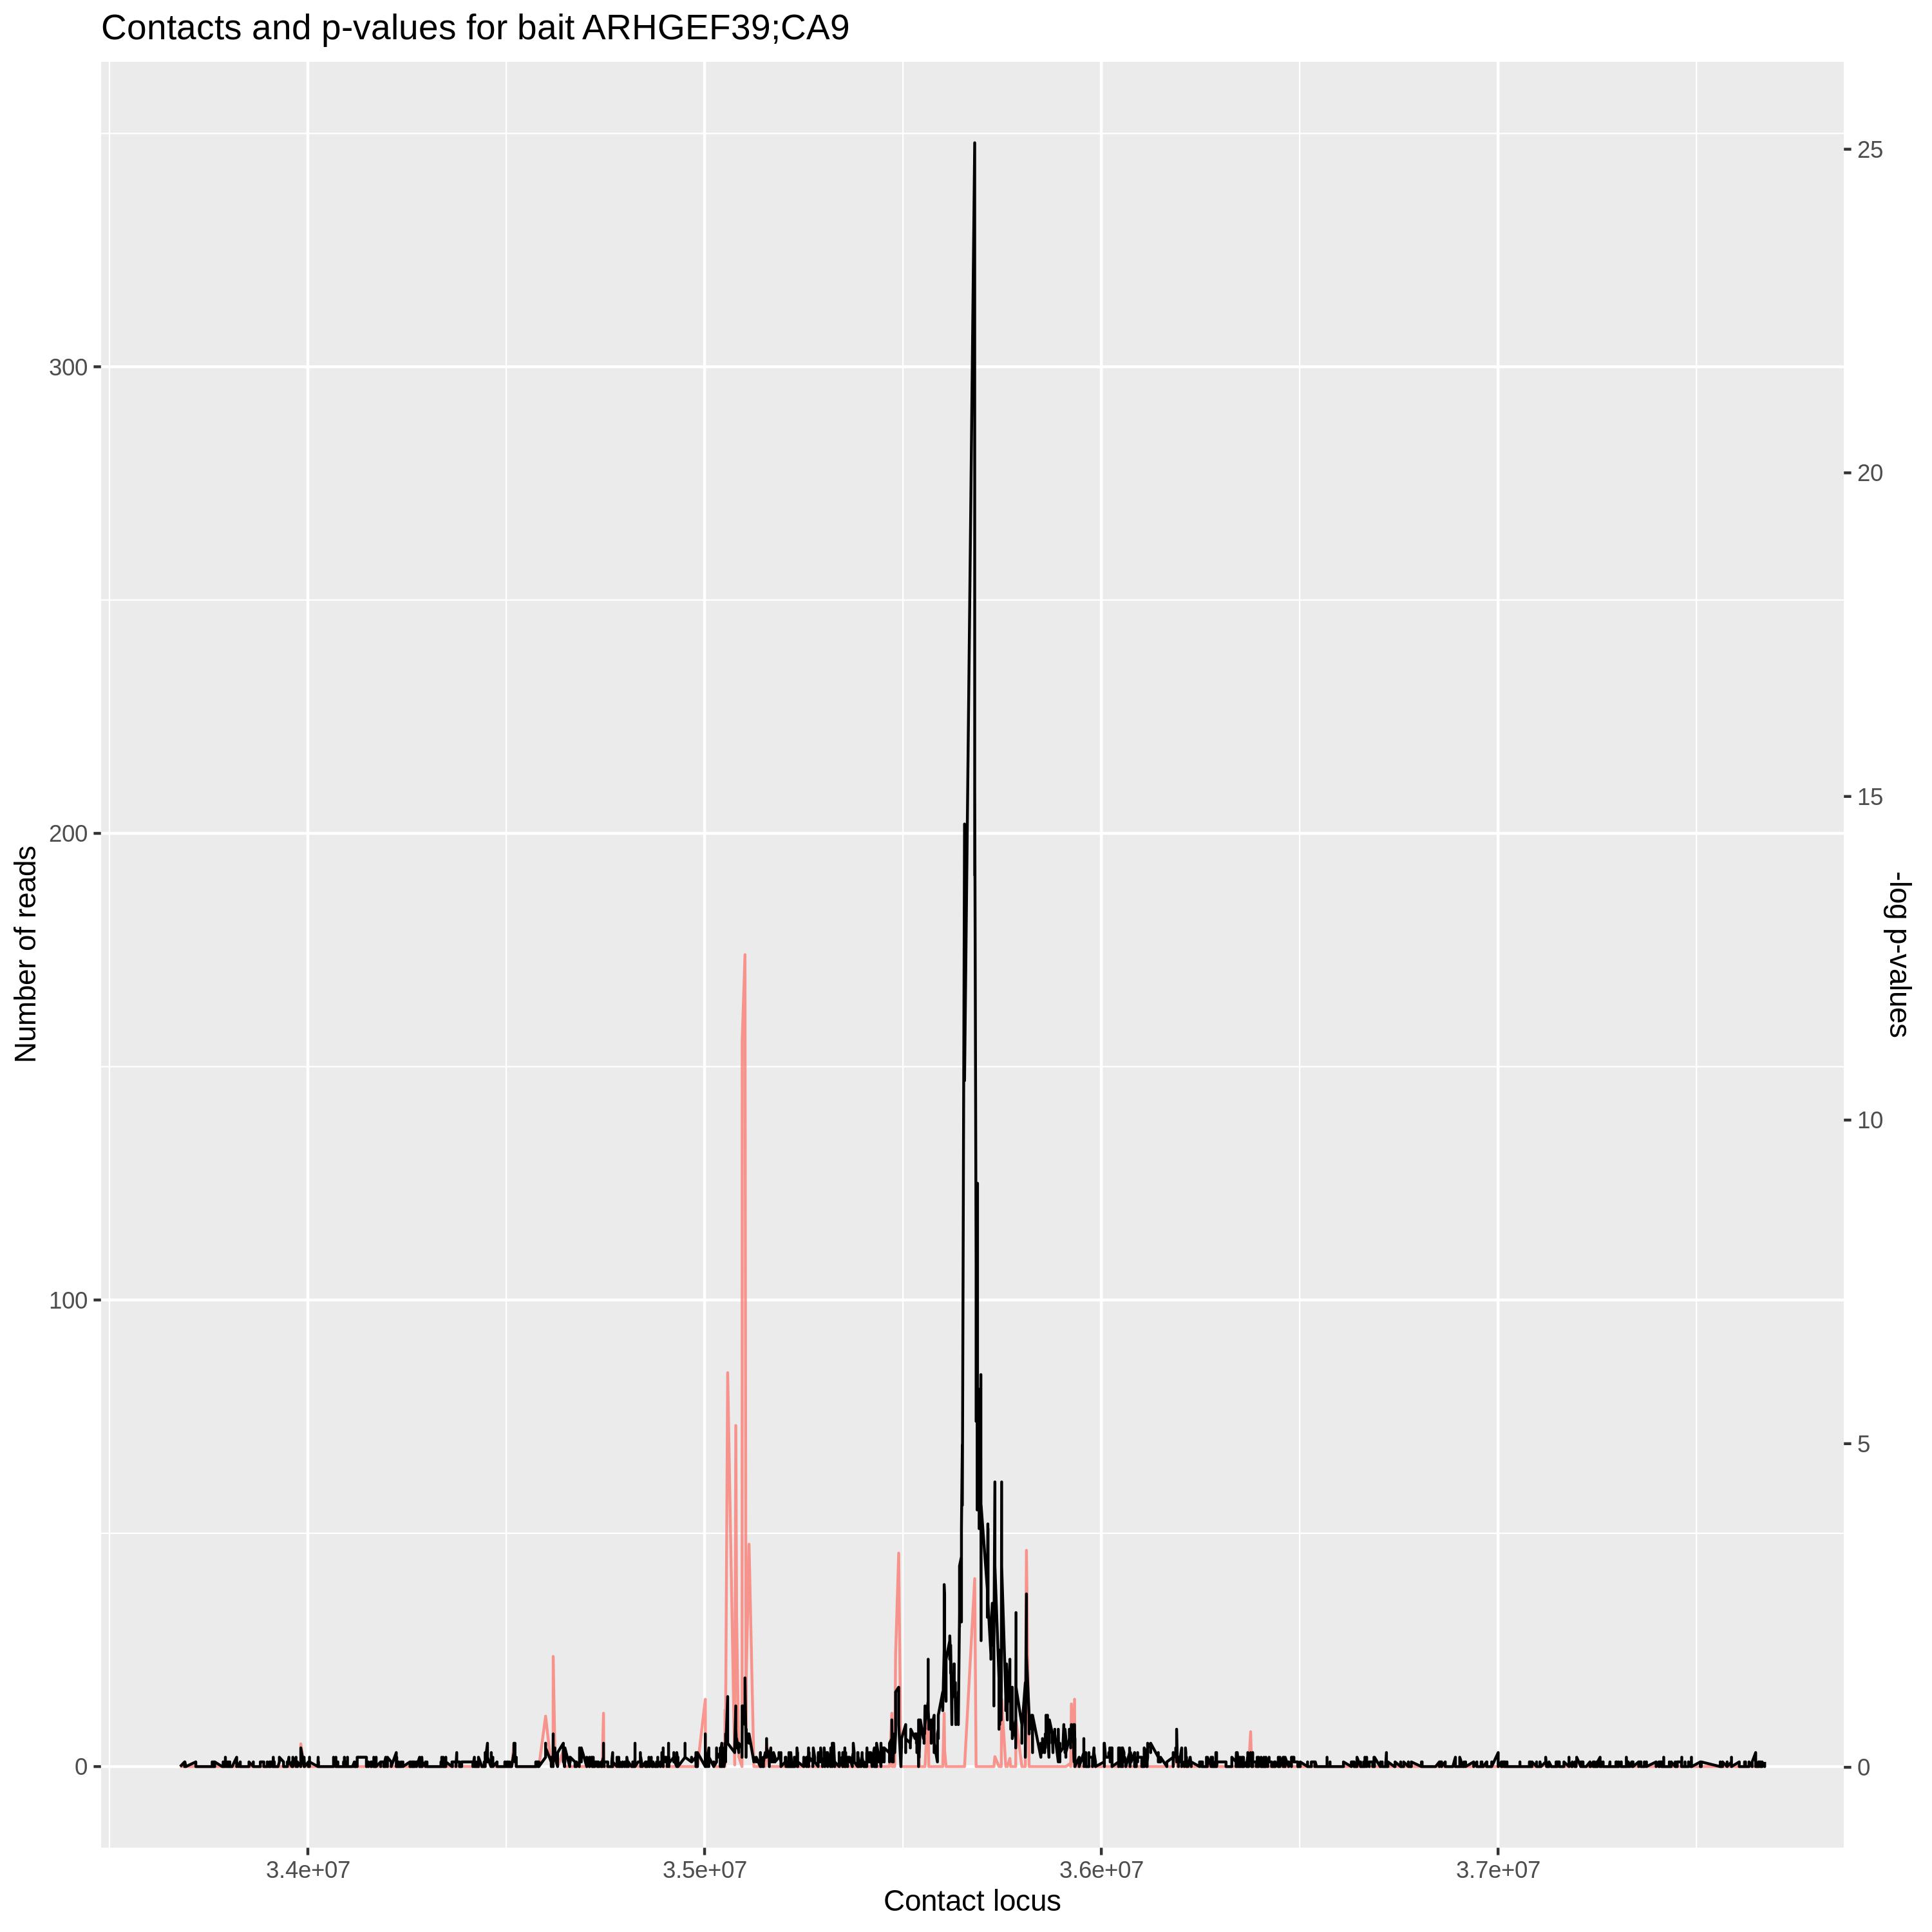 Contacts and p-values for bait ARHGEF39;CA9
Number of reads
300
200
100
0
25
20
15
10
5
0
-log p-values
3.4e+07
3.5e+07
3.6e+07
3.7e+07
Contact locus